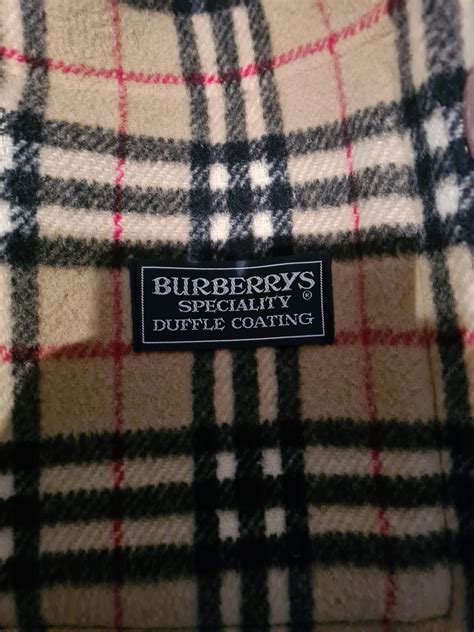 BURBERRYS
SPECIALITY ®
DUFFLE COATING